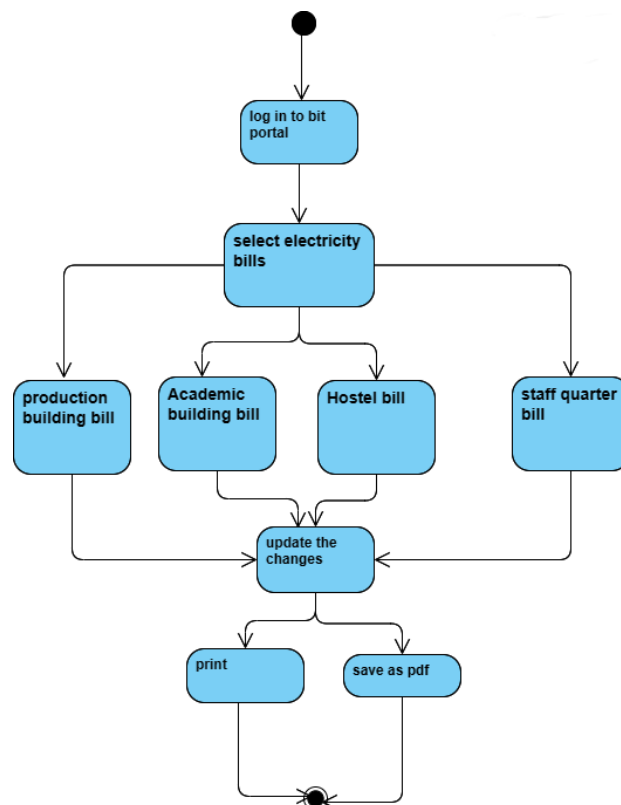 log in to bit
portal
select electricity
bills
production
building bill
Academic
building bill
Hostel bill
staff quarter
bill
update the
changes
print
save as pdf